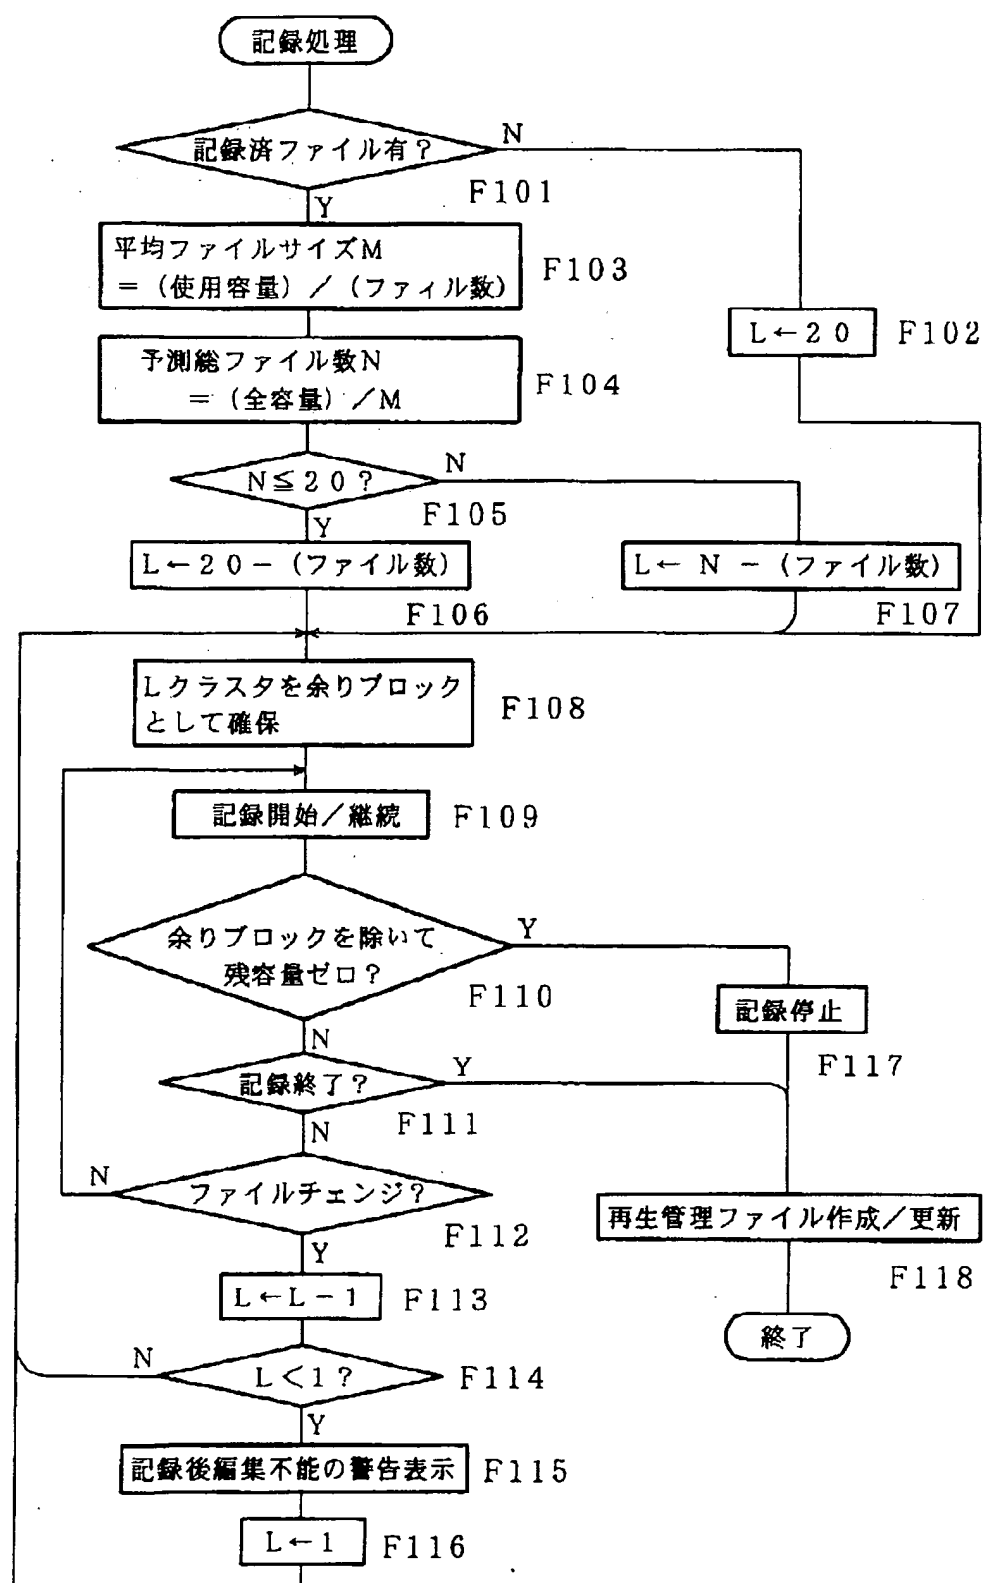 記録処理
記録済ファイル有?
N
F101
Y
平均ファイルサイズM
=(使用容量)/(ファィル数)
F103
L←20
F102
予測総ファイル数N
=(全容量)/M
F104
N≦20?
N
F105
Y
L←20-(ファイル数)
F106
L← N -(ファイル数)
F107
Lクラスタを余りブロック
として確保
F108
記録開始/継続
F109
余りブロックを除いて
残容量ゼロ?
Y
F110
N
記録停止
F117
記録終了?
Y
F111
N
ファイルチェンジ?
N
F112
Y
再生管理ファイル作成/更新
F118
L←L-1
F113
終了
L<1?
N
F114
Y
記録後編集不能の警告表示
F115
L←1
F116